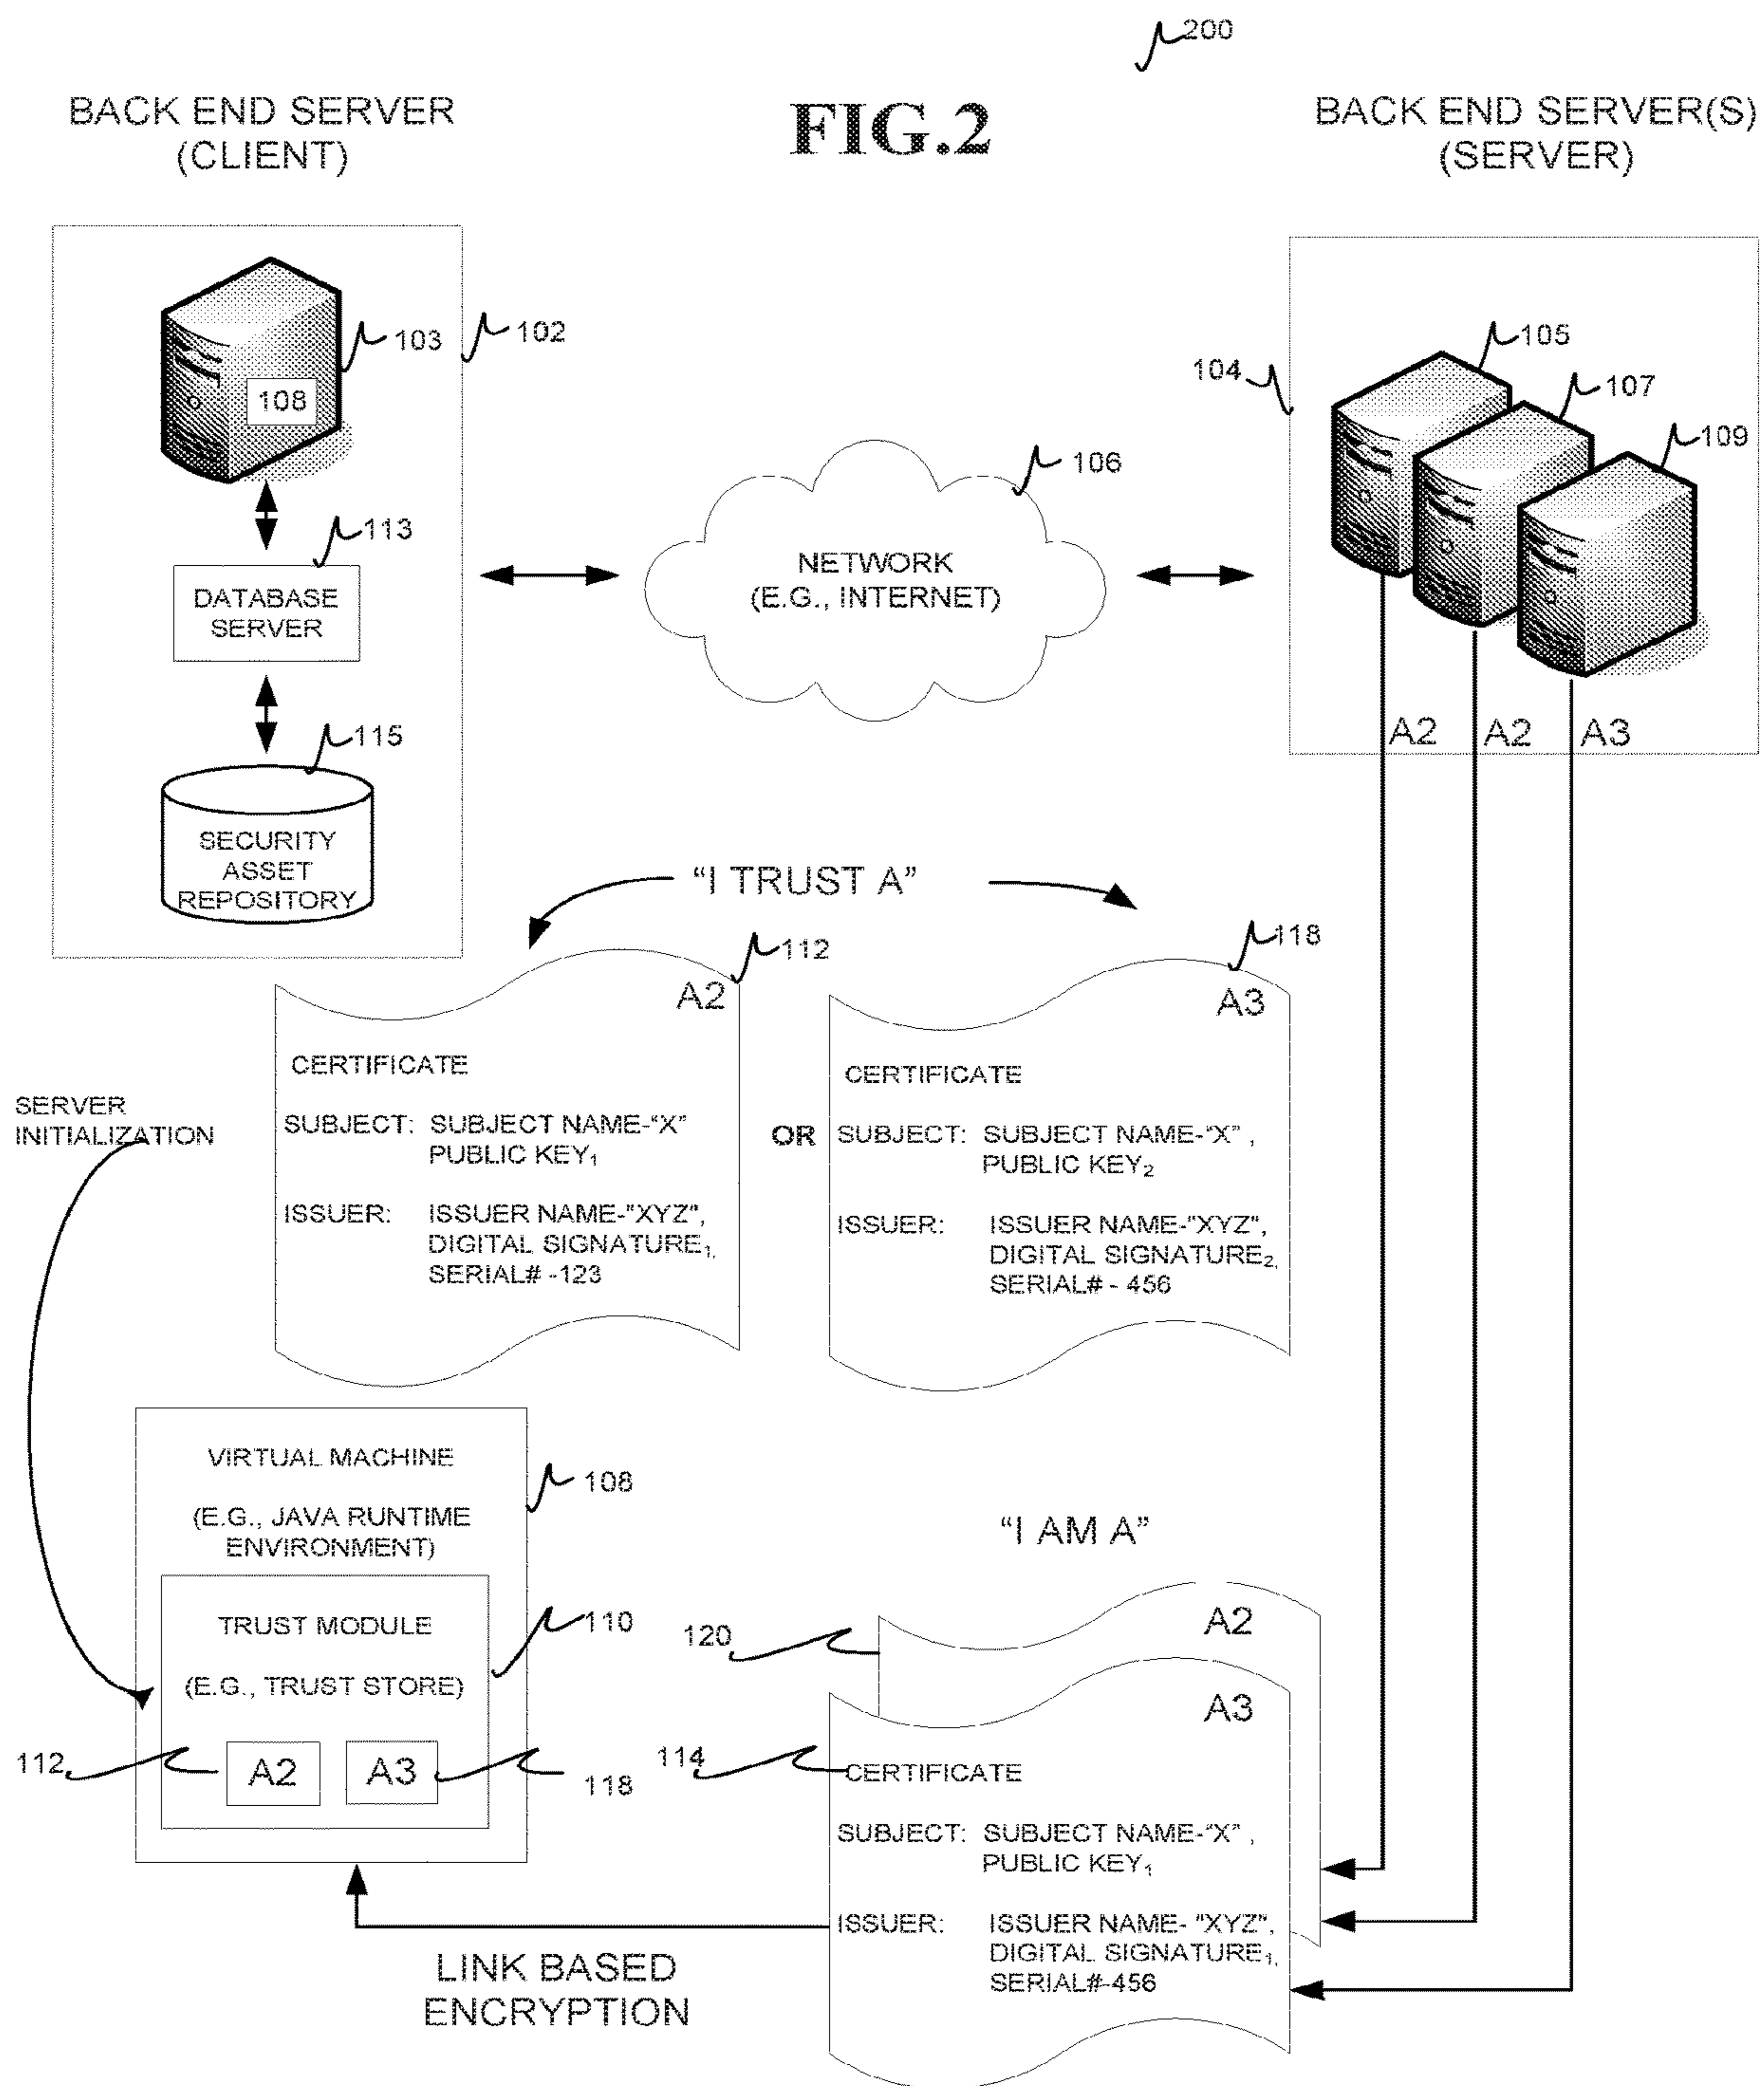 200
BACK END SERVER
(CLIENT)
FIG.2
BACK END SERVER(S)
(SERVER)
103
102
108
104
105
107
109
106
NETWORK
(E.G., INTERNET)
113
DATABASE
SERVER
115
SECURITY
ASSET
REPOSITORY
A2
A2
A3
"I TRUST A"
112
118
A2
A3
CERTIFICATE
SUBJECT: SUBJECT NAME-"X"
PUBLIC KEY1
ISSUER: ISSUER NAME-"XYZ",
DIGITAL SIGNATURE1,
SERIAL# -123
OR
CERTIFICATE
SUBJECT: SUBJECT NAME-"X" ,
PUBLIC KEY2
ISSUER: ISSUER NAME-"XYZ",
DIGITAL SIGNATURE2,
SERIAL# - 456
SERVER
INITIALIZATION
VIRTUAL MACHINE
(E.G., JAVA RUNTIME
ENVIRONMENT)
108
TRUST MODULE
(E.G., TRUST STORE)
110
112
A2
A3
118
"I AM A"
120
A2
A3
114
CERTIFICATE
SUBJECT: SUBJECT NAME-"X" ,
PUBLIC KEY1
ISSUER: ISSUER NAME- "XYZ",
DIGITAL SIGNATURE1,
SERIAL#-456
LINK BASED
ENCRYPTION